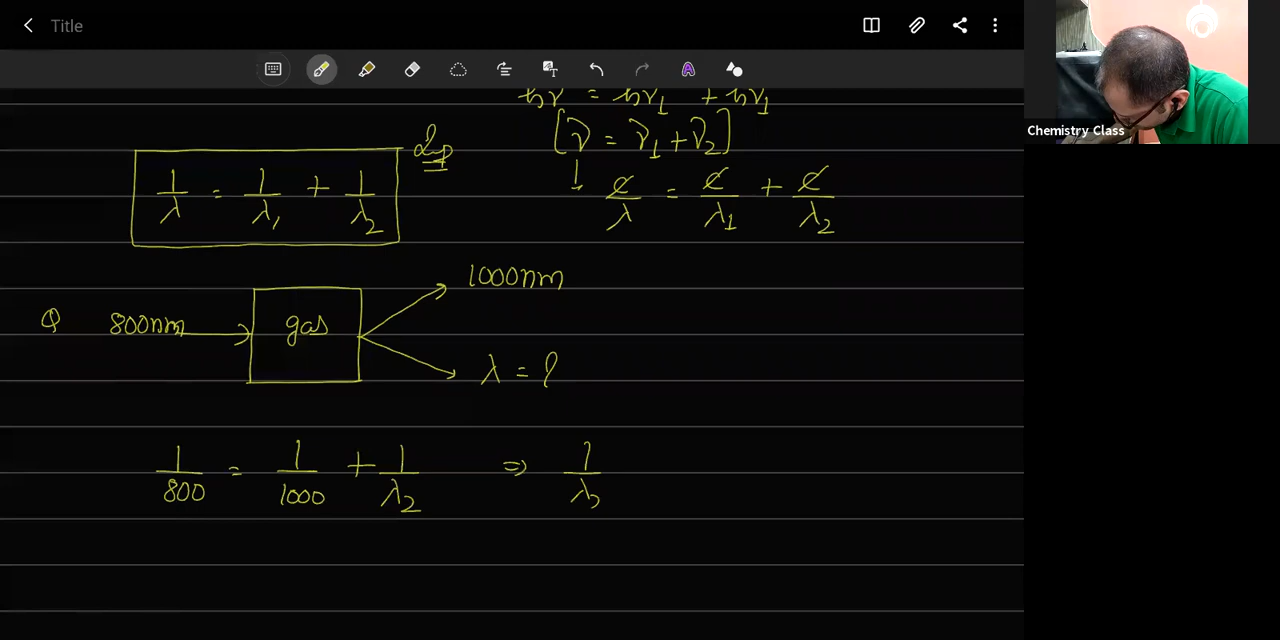 Title
hν = hν₁ + hν₁
[ν = ν₁ + ν₂]
Imp
1/λ = 1/λ₁ + 1/λ₂
c/λ = c/λ₁ + c/λ₂
Chemistry Class
1000nm
Q 800nm gas
λ = ?
1/800 = 1/1000 + 1/λ₂ ⇒ 1/λ₂